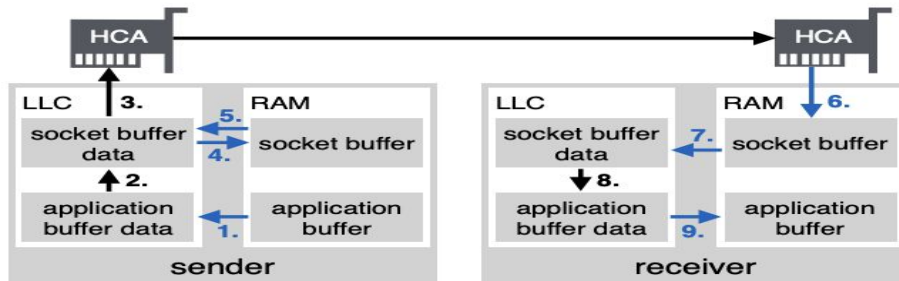 HCA
HCA
LLC
3.
RAM
5.
socket buffer
data
4.
socket buffer
2.
application
buffer data
1.
application
buffer
sender
LLC
RAM
6.
socket buffer
data
7.
socket buffer
8.
application
buffer data
9.
application
buffer
receiver